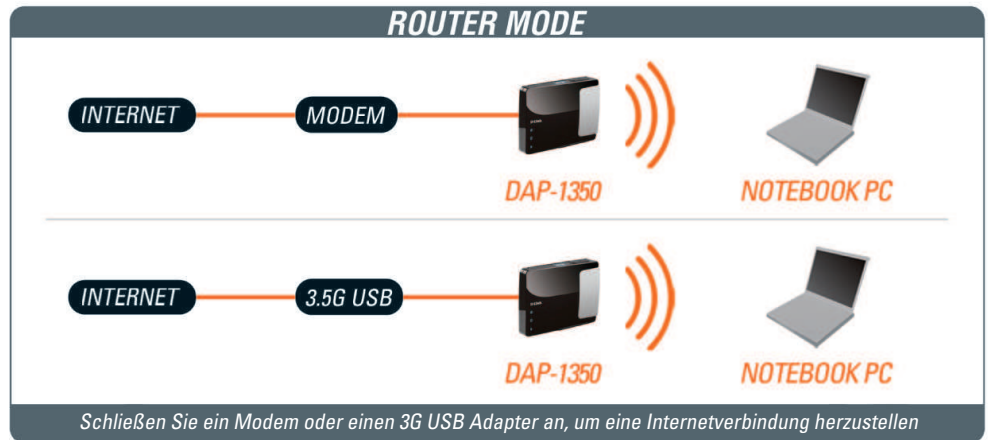 ROUTER MODE
INTERNET MODEM
DAP-1350 NOTEBOOK PC
INTERNET 3.5G USB
DAP-1350 NOTEBOOK PC
Schließen Sie ein Modem oder einen 3G USB Adapter an, um eine Internetverbindung herzustellen